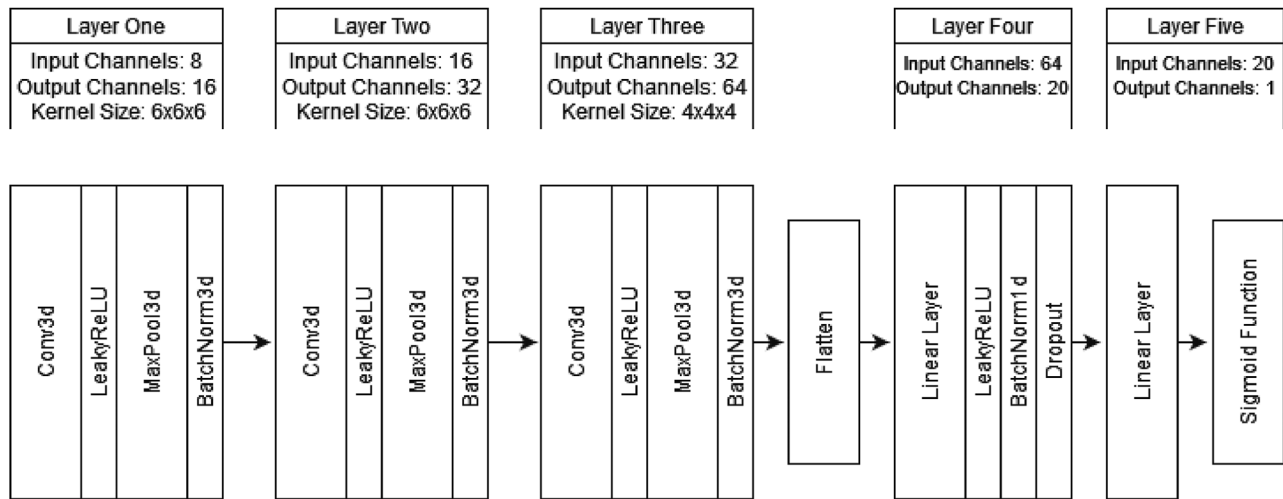 Layer One
Input Channels: 8
Output Channels: 16
Kernel Size: 6x6x6
Layer Two
Input Channels: 16
Output Channels: 32
Kernel Size: 6x6x6
Layer Three
Input Channels: 32
Output Channels: 64
Kernel Size: 4x4x4
Layer Four
Input Channels: 64
Output Channels: 20
Layer Five
Input Channels: 20
Output Channels: 1
Conv3d
LeakyReLU
MaxPool3d
BatchNorm3d
Conv3d
LeakyReLU
MaxPool3d
BatchNorm3d
Conv3d
LeakyReLU
MaxPool3d
BatchNorm3d
Flatten
Linear Layer
LeakyReLU
BatchNorm1d
Dropout
Linear Layer
Sigmoid Function